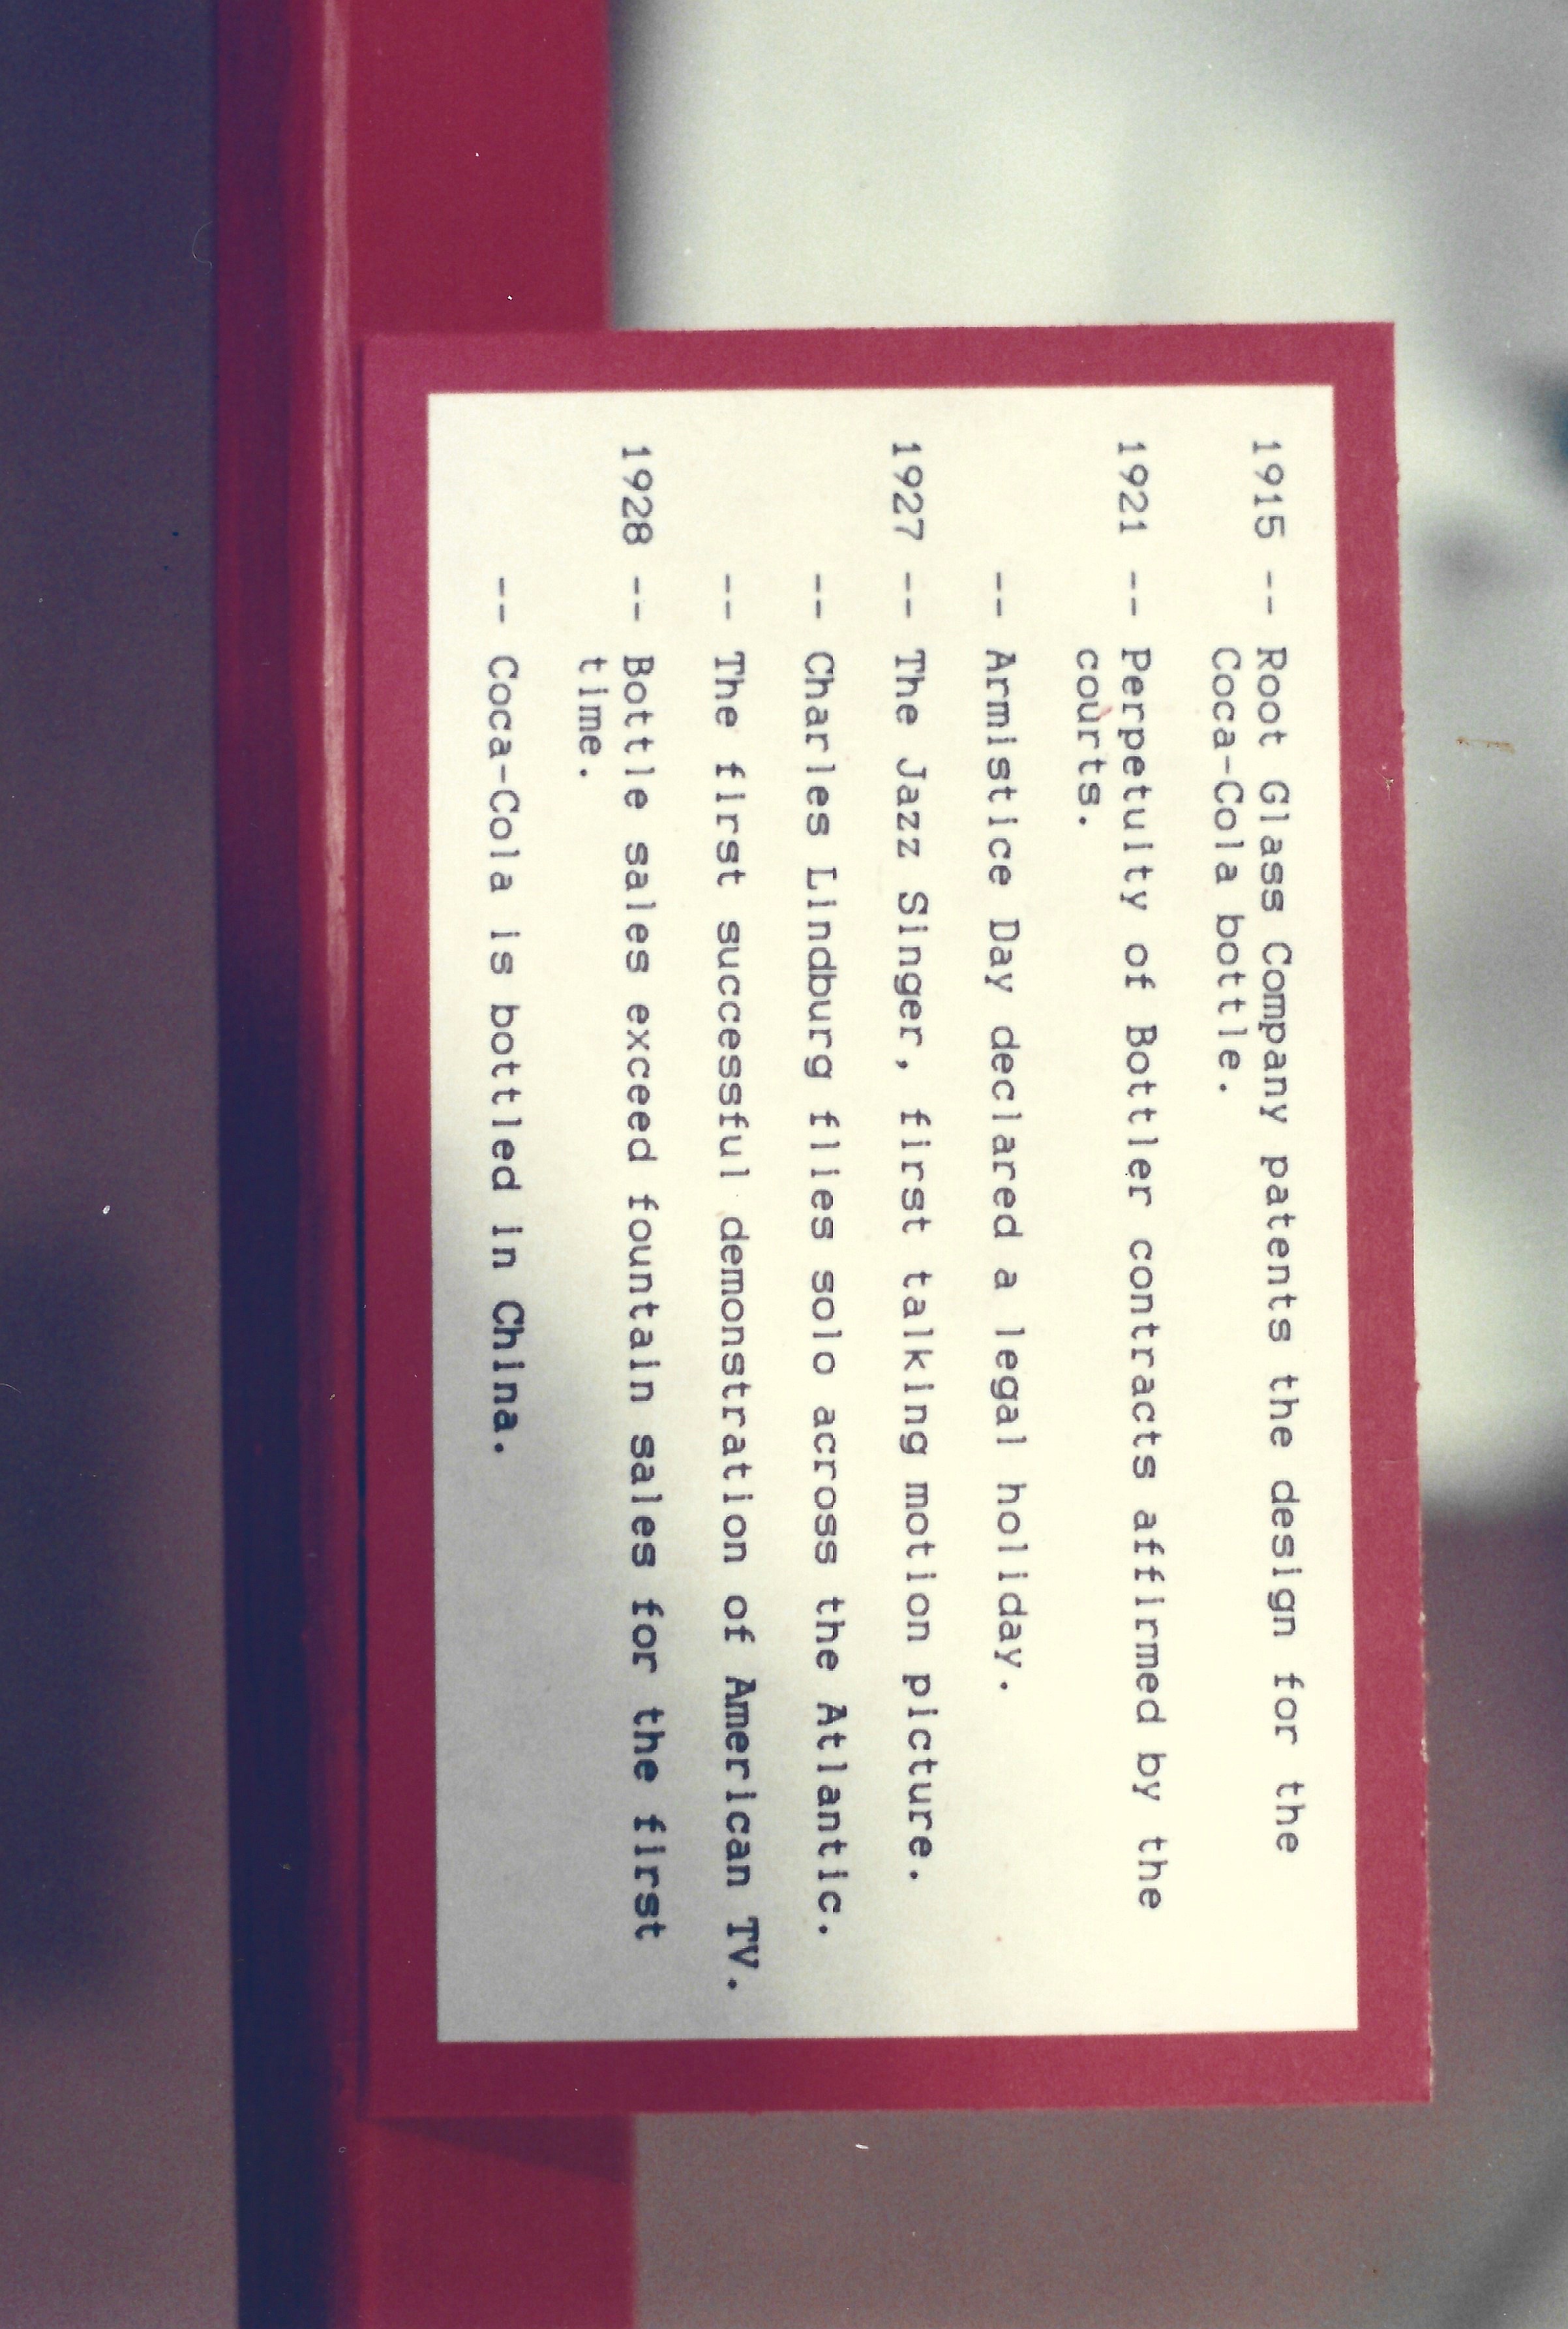 1915 -- Root Glass Company patents the design for the
Coca-Cola bottle.
1921 -- Perpetuity of Bottler contracts affirmed by the
courts.
-- Armistice Day declared a legal holiday.
1927 -- The Jazz Singer, first talking motion picture.
-- Charles Lindburg flies solo across the Atlantic.
-- The first successful demonstration of American TV.
1928 -- Bottle sales exceed fountain sales for the first
time.
-- Coca-Cola is bottled in China.